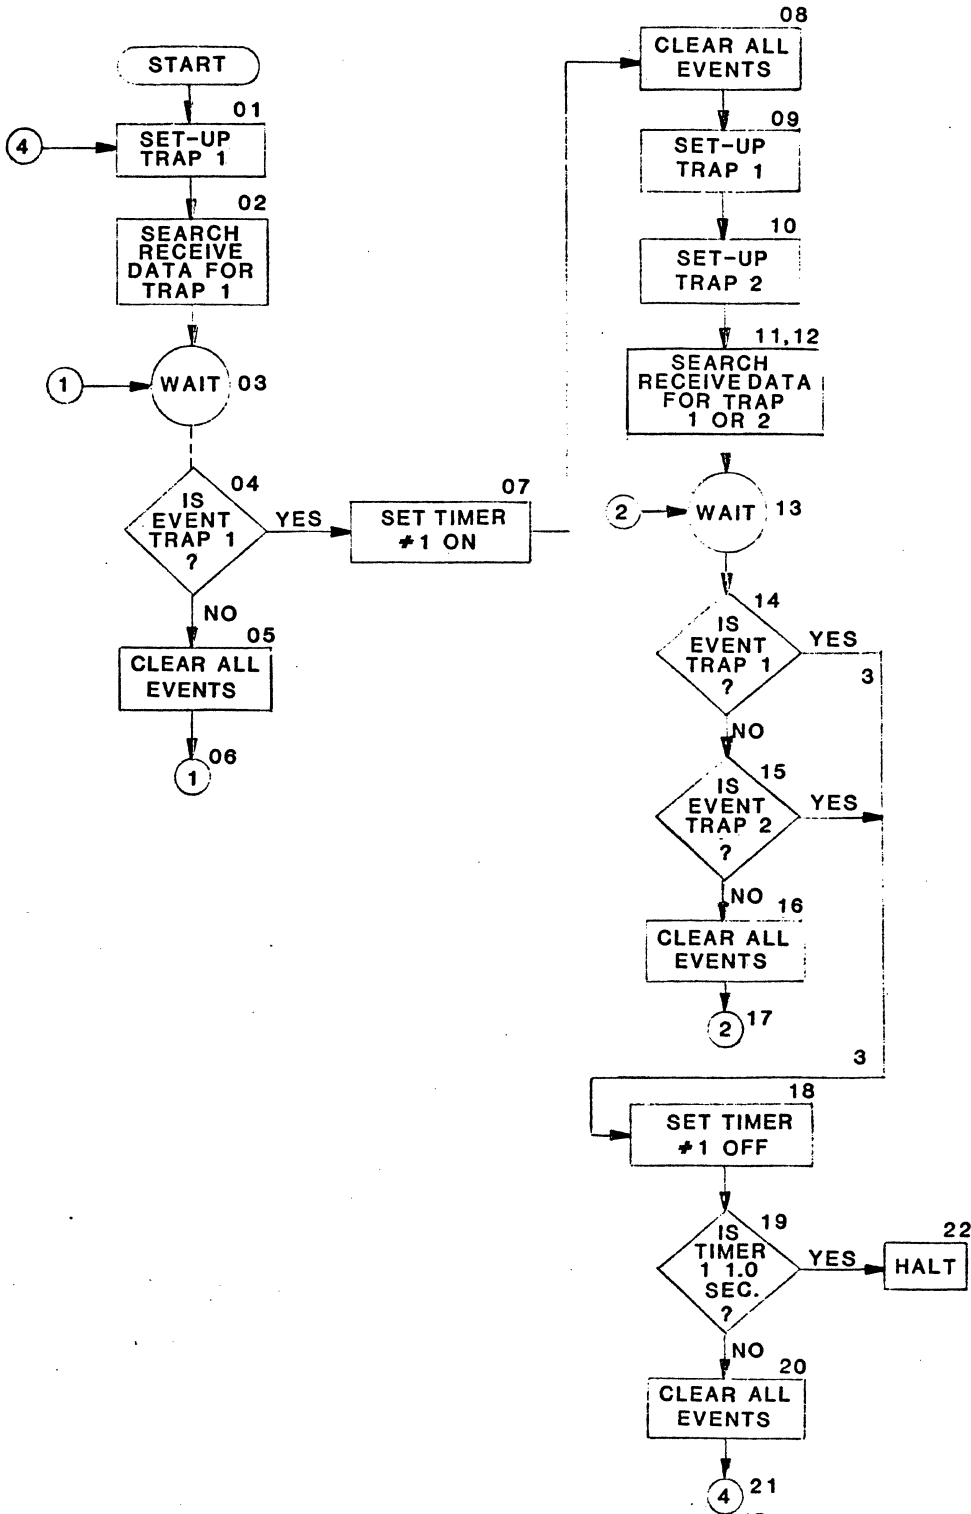 START
01
4
SET-UP
TRAP 1
02
SEARCH
RECEIVE
DATA FOR
TRAP 1
1
WAIT
03
04
IS
EVENT
TRAP 1
?
YES
NO
05
CLEAR ALL
EVENTS
06
1
07
SET TIMER
#1 ON
08
CLEAR ALL
EVENTS
09
SET-UP
TRAP 1
10
SET-UP
TRAP 2
11,12
SEARCH
RECEIVE DATA
FOR TRAP
1 OR 2
2
WAIT
13
14
IS
EVENT
TRAP 1
?
YES
3
NO
15
IS
EVENT
TRAP 2
?
YES
NO
16
CLEAR ALL
EVENTS
2
17
3
18
SET TIMER
#1 OFF
19
IS
TIMER
1 1.0
SEC.
?
YES
22
HALT
NO
20
CLEAR ALL
EVENTS
4
21